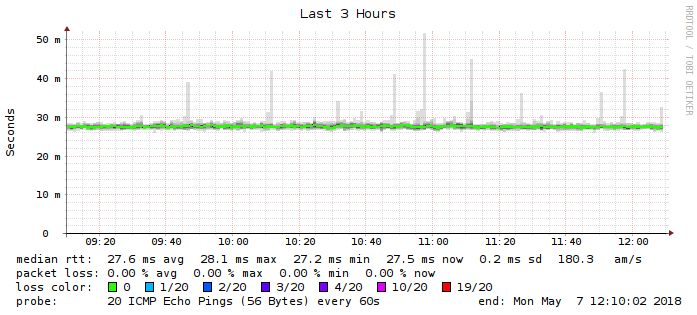 Last 3 Hours
RRDTOOL / TOBI OETIKER
Seconds
50 m
40 m
30 m
20 m
10 m
0
09:20 09:40 10:00 10:20 10:40 11:00 11:20 11:40 12:00
median rtt: 27.6 ms avg 28.1 ms max 27.2 ms min 27.5 ms now 0.2 ms sd 180.3 am/s
packet loss: 0.00 % avg 0.00 % max 0.00 % min 0.00 % now
loss color: 0 1/20 2/20 3/20 4/20 10/20 19/20
probe: 20 ICMP Echo Pings (56 Bytes) every 60s end: Mon May 7 12:10:02 2018